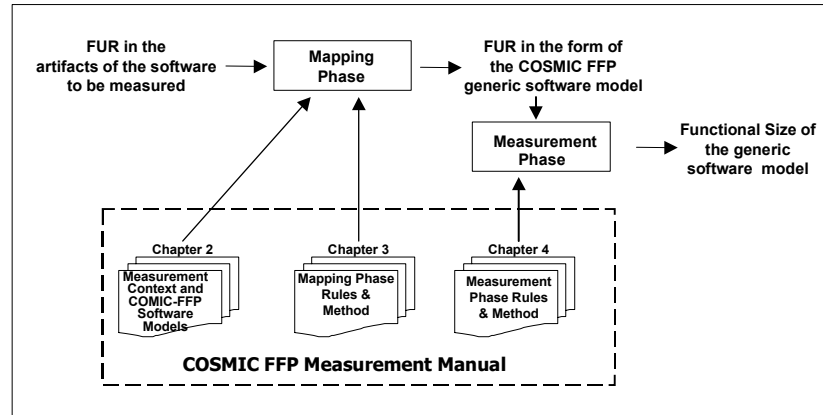 FUR in the
artifacts of the software
to be measured
Mapping
Phase
FUR in the form of
the COSMIC FFP
generic software model
Measurement
Phase
Functional Size of
the generic
software model
Chapter 2
Measurement
Context and
COMIC-FFP
Software
Models
Chapter 3
Mapping Phase
Rules &
Method
Chapter 4
Measurement
Phase Rules
& Method
COSMIC FFP Measurement Manual